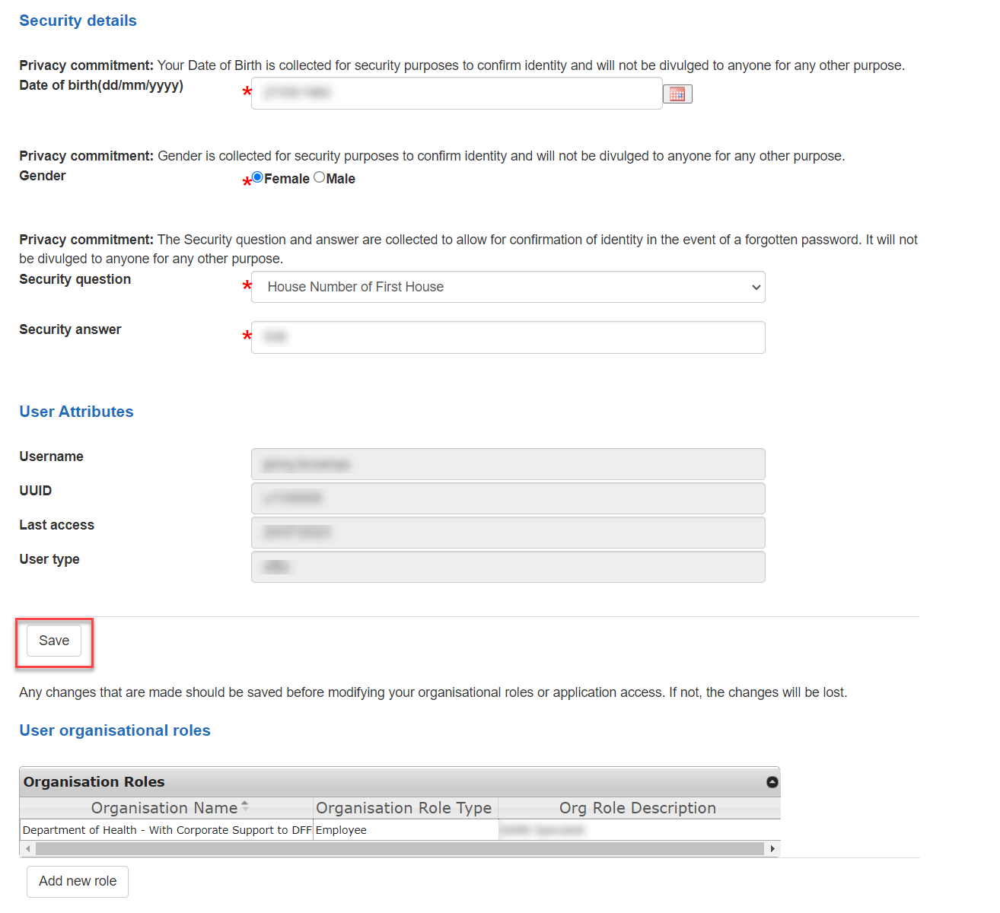 Security details
Privacy commitment: Your Date of Birth is collected for security purposes to confirm identity and will not be divulged to anyone for any other purpose.
Date of birth(dd/mm/yyyy)
*
Privacy commitment: Gender is collected for security purposes to confirm identity and will not be divulged to anyone for any other purpose.
Gender * Female Male
Privacy commitment: The Security question and answer are collected to allow for confirmation of identity in the event of a forgotten password. It will not
be divulged to anyone for any other purpose.
Security question * House Number of First House
Security answer *
User Attributes
Username
UUID
Last access
User type
Save
Any changes that are made should be saved before modifying your organisational roles or application access. If not, the changes will be lost.
User organisational roles
Organisation Roles
Organisation Name Organisation Role Type Org Role Description
Department of Health - With Corporate Support to DFF Employee
Add new role